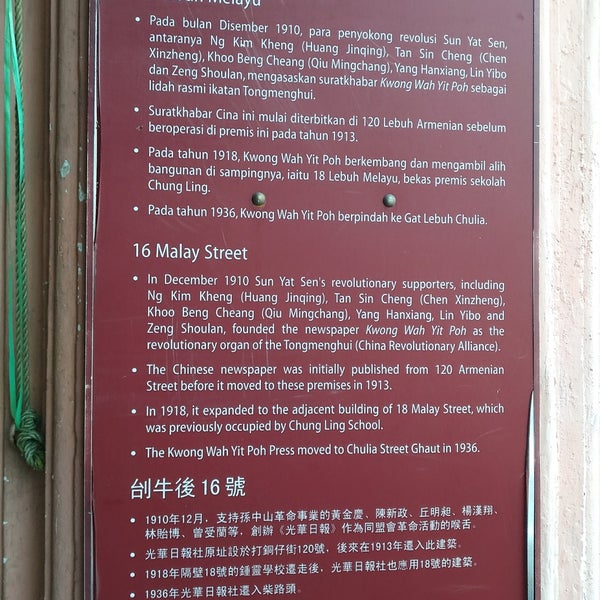 Melayu
• Pada bulan Disember 1910, para penyokong revolusi Sun Yat Sen,
antaranya Ng Kim Kheng (Huang Jinqing), Tan Sin Cheng (Chen
Xinzheng), Khoo Beng Cheang (Qiu Mingchang), Yang Hanxiang, Lin Yibo
dan Zeng Shoulan, mengasaskan suratkhabar Kwong Wah Yit Poh sebagai
lidah rasmi ikatan Tongmenghui.
• Suratkhabar Cina ini mulai diterbitkan di 120 Lebuh Armenian sebelum
beroperasi di premis ini pada tahun 1913.
• Pada tahun 1918, Kwong Wah Yit Poh berkembang dan mengambil alih
bangunan di sampingnya, iaitu 18 Lebuh Melayu, bekas premis sekolah
Chung Ling.
• Pada tahun 1936, Kwong Wah Yit Poh berpindah ke Gat Lebuh Chulia.
16 Malay Street
• In December 1910 Sun Yat Sen's revolutionary supporters, including
Ng Kim Kheng (Huang Jinqing), Tan Sin Cheng (Chen Xinzheng),
Khoo Beng Cheang (Qiu Mingchang), Yang Hanxiang, Lin Yibo and
Zeng Shoulan, founded the newspaper Kwong Wah Yit Poh as the
revolutionary organ of the Tongmenghui (China Revolutionary Alliance).
• The Chinese newspaper was initially published from 120 Armenian
Street before it moved to these premises in 1913.
• In 1918, it expanded to the adjacent building of 18 Malay Street, which
was previously occupied by Chung Ling School.
• The Kwong Wah Yit Poh Press moved to Chulia Street Ghaut in 1936.
刣牛後 16 號
• 1910年12月，支持孫中山革命事業的黃金慶、陳新政、丘明昶、楊漢翔、
林貽博、曾受蘭等，創辦《光華日報》作為同盟會革命活動的喉舌。
• 光華日報社原址設於打銅仔街120號，後來在1913年遷入此建築。
• 1918年隔壁18號的鍾靈學校遷走後，光華日報社也應用18號的建築。
• 1936年光華日報社遷入柴路頭。